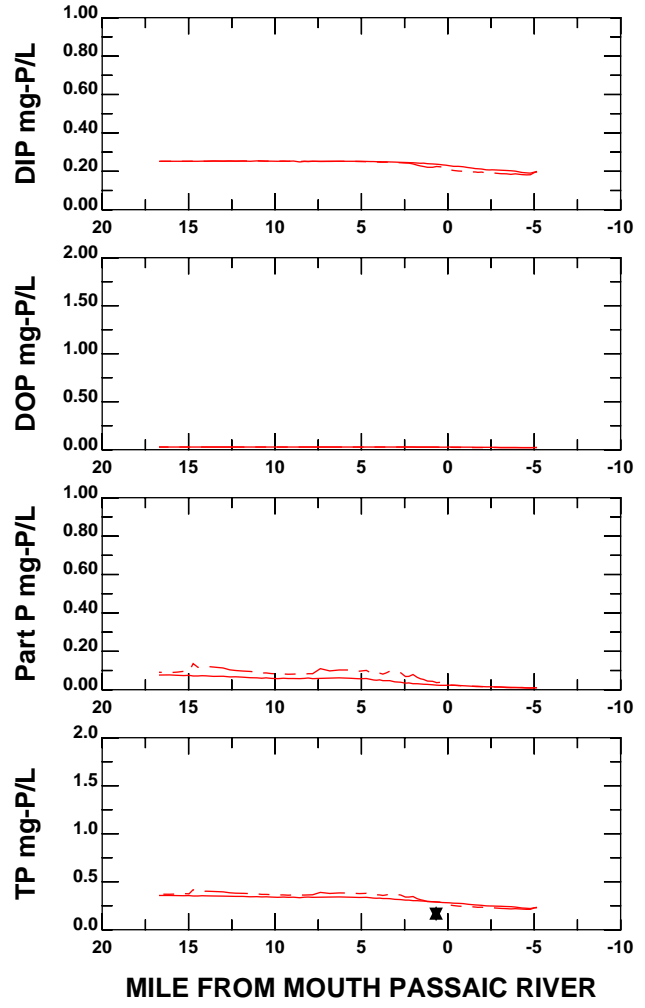 DIP mg-P/L
1.00
0.80
0.60
0.40
0.20
0.00
20 15 10 5 0 -5 -10
DOP mg-P/L
2.00
1.50
1.00
0.50
0.00
20 15 10 5 0 -5 -10
Part P mg-P/L
1.00
0.80
0.60
0.40
0.20
0.00
20 15 10 5 0 -5 -10
TP mg-P/L
2.0
1.5
1.0
0.5
0.0
20 15 10 5 0 -5 -10
MILE FROM MOUTH PASSAIC RIVER